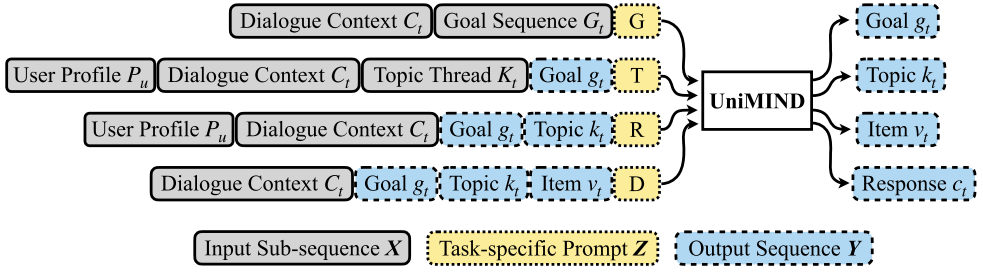 Dialogue Context C_t Goal Sequence G_t G Goal g_t
User Profile P_u Dialogue Context C_t Topic Thread K_t Goal g_t T Topic k_t
UniMIND
User Profile P_u Dialogue Context C_t Goal g_t Topic k_t R Item v_t
Dialogue Context C_t Goal g_t Topic k_t Item v_t D Response c_t
Input Sub-sequence X Task-specific Prompt Z Output Sequence Y